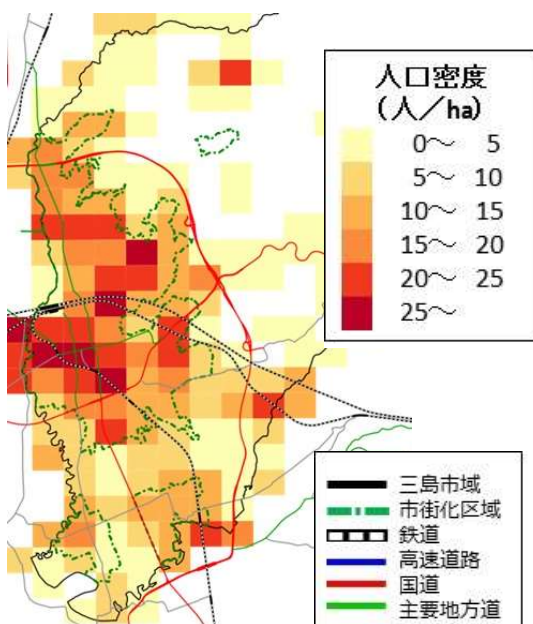 人口密度
(人／ha)
0～ 5
5～ 10
10～ 15
15～ 20
20～ 25
25～
三島市域
市街化区域
鉄道
高速道路
国道
主要地方道